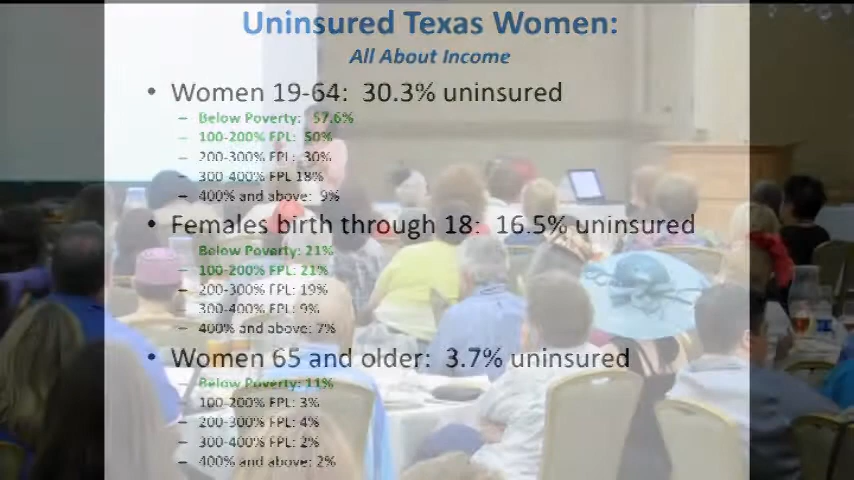 Uninsured Texas Women:
All About Income
• Women 19-64: 30.3% uninsured
– Below Poverty: 57.6%
– 100-200% FPL: 50%
– 200-300% FPL: 30%
– 300-400% FPL 18%
– 400% and above: 9%
• Females birth through 18: 16.5% uninsured
– Below Poverty: 21%
– 100-200% FPL: 21%
– 200-300% FPL: 19%
– 300-400% FPL: 9%
– 400% and above: 7%
• Women 65 and older: 3.7% uninsured
– Below Poverty: 11%
– 100-200% FPL: 3%
– 200-300% FPL: 4%
– 300-400% FPL: 2%
– 400% and above: 2%